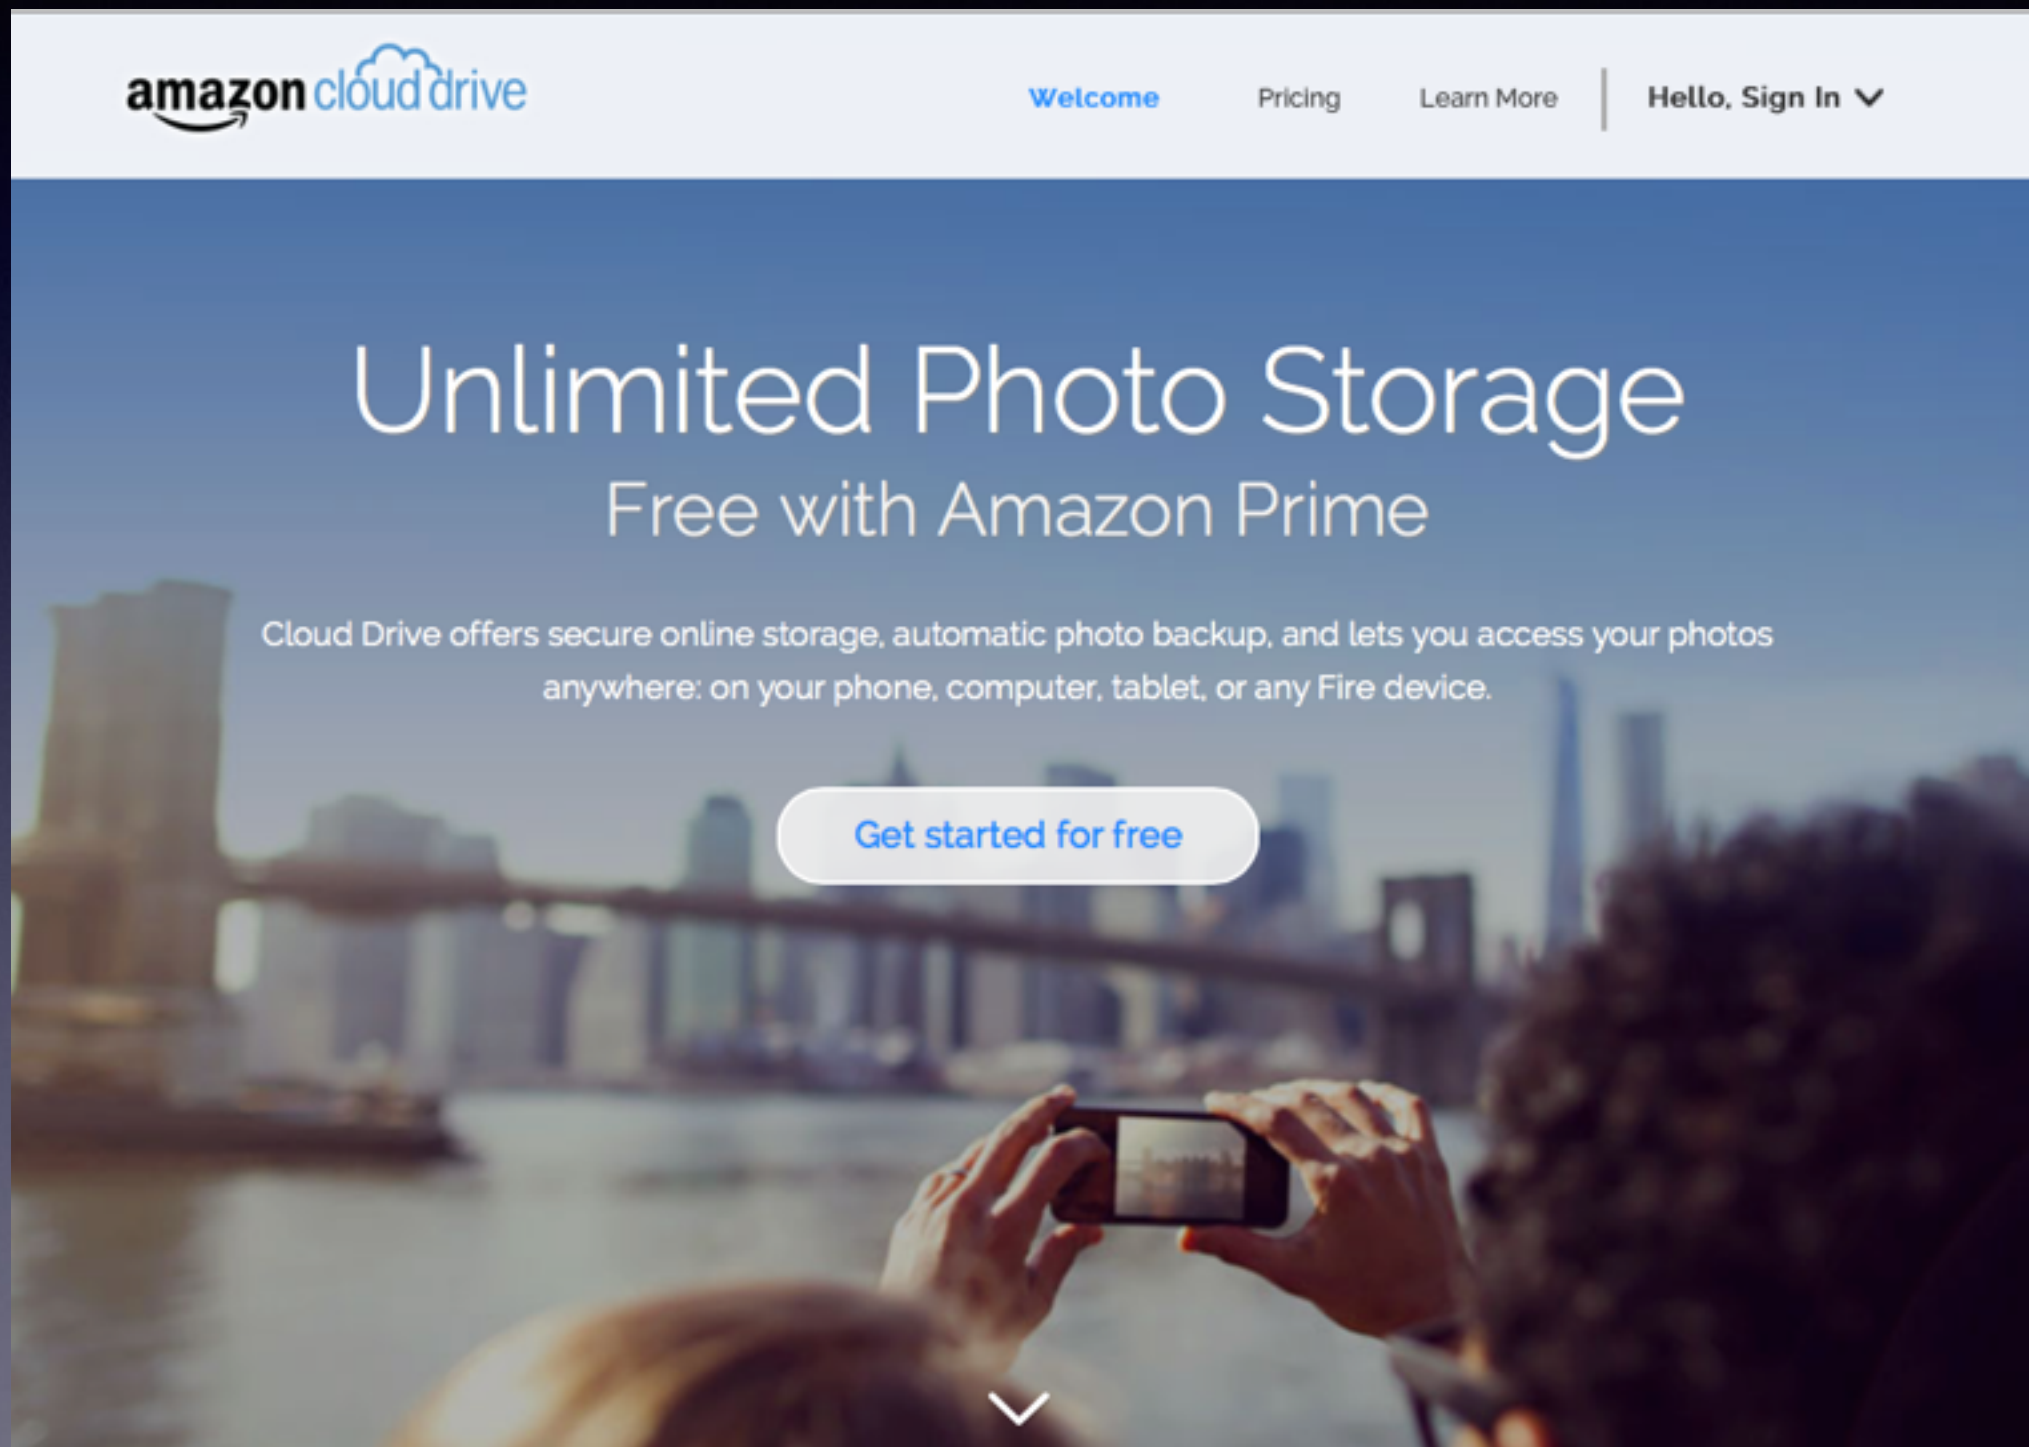 amazon cloud drive
Welcome
Pricing
Learn More
Hello, Sign In
Unlimited Photo Storage
Free with Amazon Prime
Cloud Drive offers secure online storage, automatic photo backup, and lets you access your photos
anywhere: on your phone, computer, tablet, or any Fire device.
Get started for free